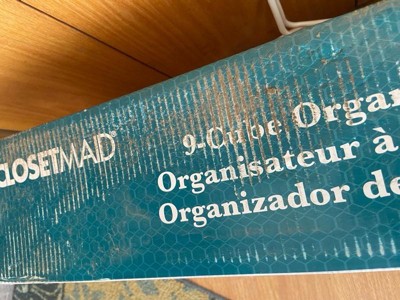 CLOSETMAID®
9-Cube Organ
Organisateur à
Organizador de